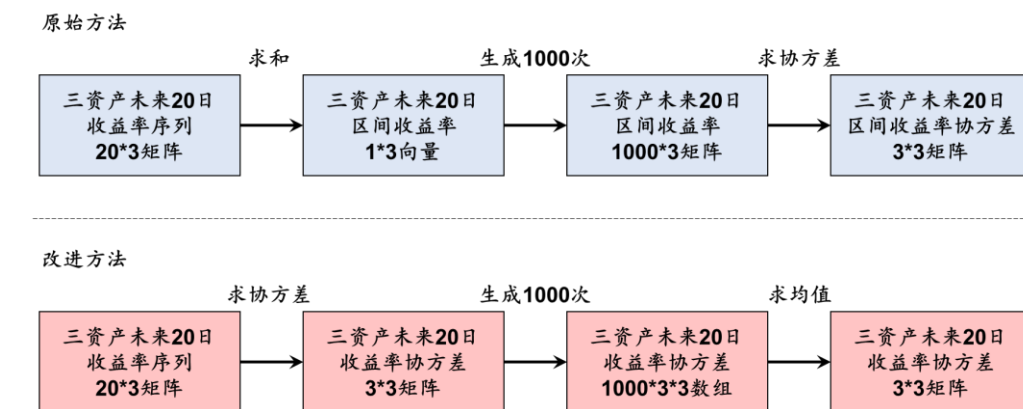 原始方法
求和
生成1000次
求协方差
三资产未来20日
收益率序列
20*3矩阵
三资产未来20日
区间收益率
1*3向量
三资产未来20日
区间收益率
1000*3矩阵
三资产未来20日
区间收益率协方差
3*3矩阵
改进方法
求协方差
生成1000次
求均值
三资产未来20日
收益率序列
20*3矩阵
三资产未来20日
收益率协方差
3*3矩阵
三资产未来20日
收益率协方差
1000*3*3数组
三资产未来20日
收益率协方差
3*3矩阵